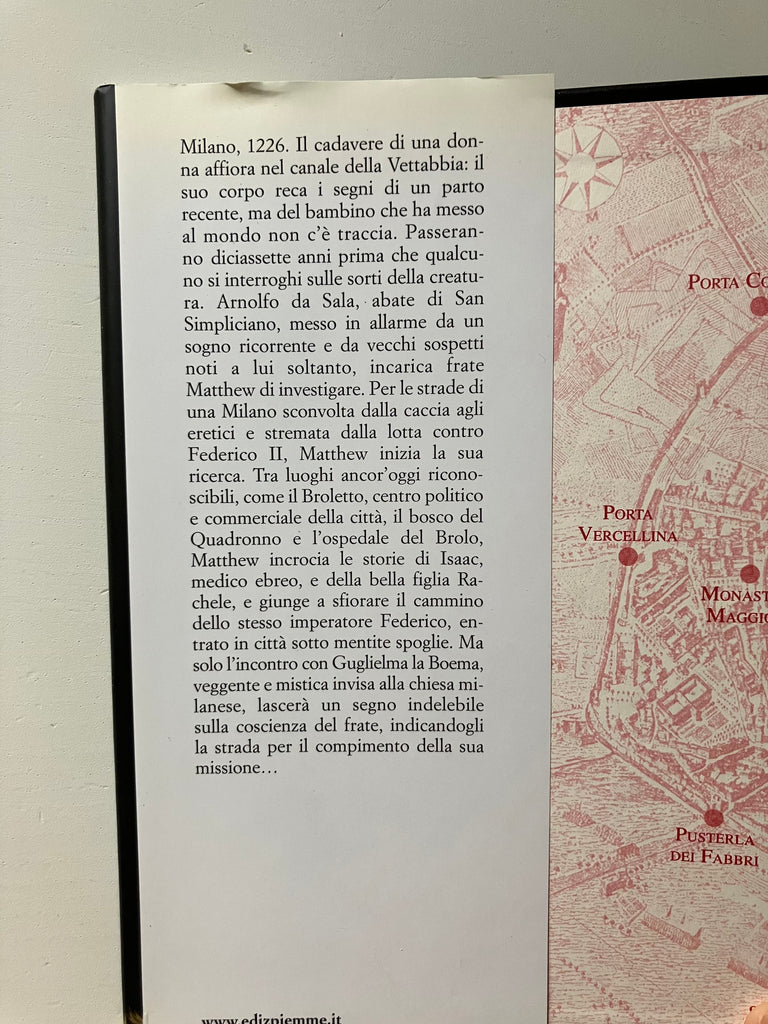 Milano, 1226. Il cadavere di una don-
na affiora nel canale della Vettabbia: il
suo corpo reca i segni di un parto
recente, ma del bambino che ha messo
al mondo non c'è traccia. Passeran-
no diciassette anni prima che qualcu-
no si interroghi sulle sorti della creatu-
ra. Arnolfo da Sala, abate di San
Simpliciano, messo in allarme da un
sogno ricorrente e da vecchi sospetti
noti a lui soltanto, incarica frate
Matthew di investigare. Per le strade di
una Milano sconvolta dalla caccia agli
eretici e stremata dalla lotta contro
Federico II, Matthew inizia la sua
ricerca. Tra luoghi ancor'oggi ricono-
scibili, come il Broletto, centro politico
e commerciale della città, il bosco del
Quadronno e l'ospedale del Brolo,
Matthew incrocia le storie di Isaac,
medico ebreo, e della bella figlia Ra-
chele, e giunge a sfiorare il cammino
dello stesso imperatore Federico, en-
trato in città sotto mentite spoglie. Ma
solo l'incontro con Guglielma la Boema,
veggente e mistica invisa alla chiesa mi-
lanese, lascerà un segno indelebile
sulla coscienza del frate, indicandogli
la strada per il compimento della sua
missione...
www.edizpiemme.it
M
Porta Co
Porta
Vercellina
Monast
Maggio
Pusterla
dei Fabbri